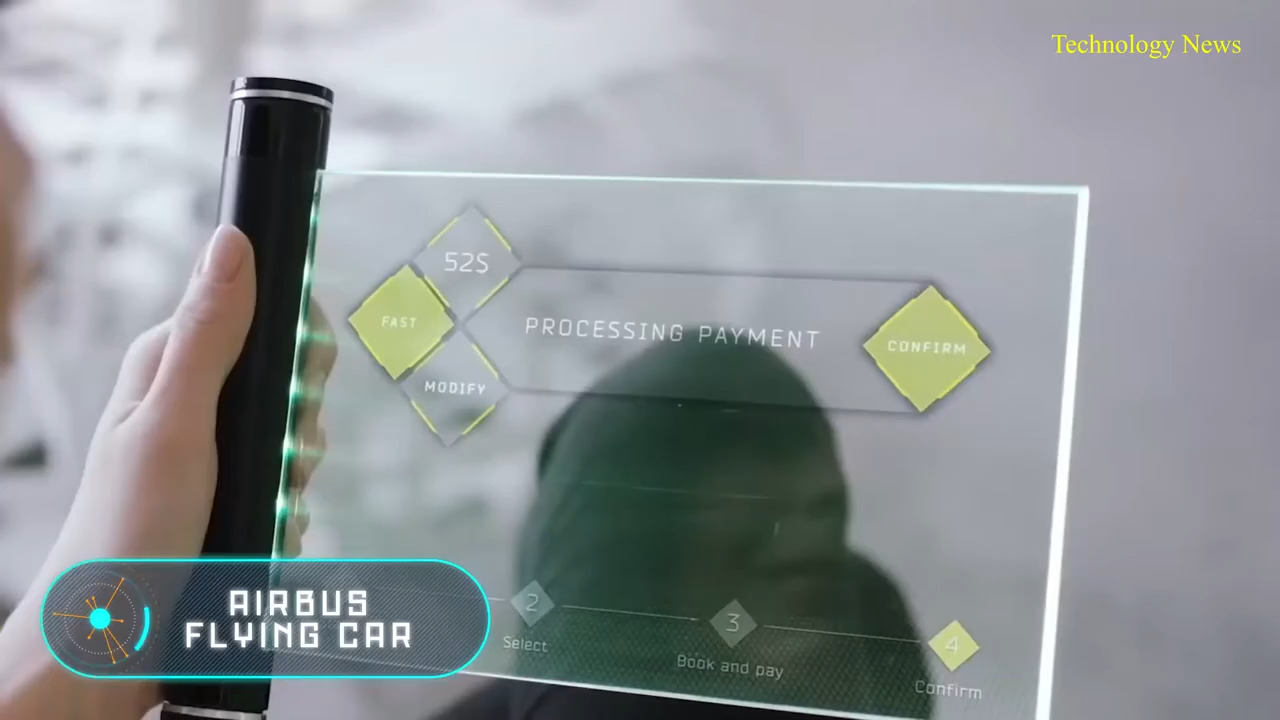 Technology News
52$
FAST
PROCESSING PAYMENT
CONFIRM
MODIFY
2
3
4
Select
Book and pay
Confirm
AIRBUS
FLYING CAR